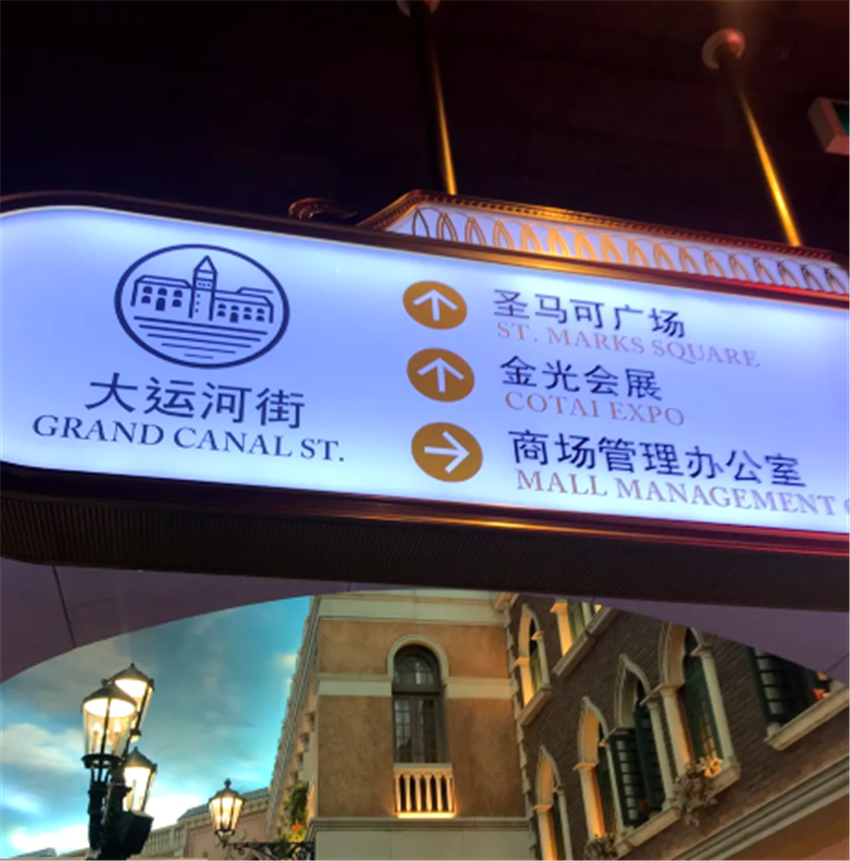 大运河街
GRAND CANAL ST.
圣马可广场
ST. MARKS SQUARE
金光会展
COTAI EXPO
商场管理办公室
MALL MANAGEMENT